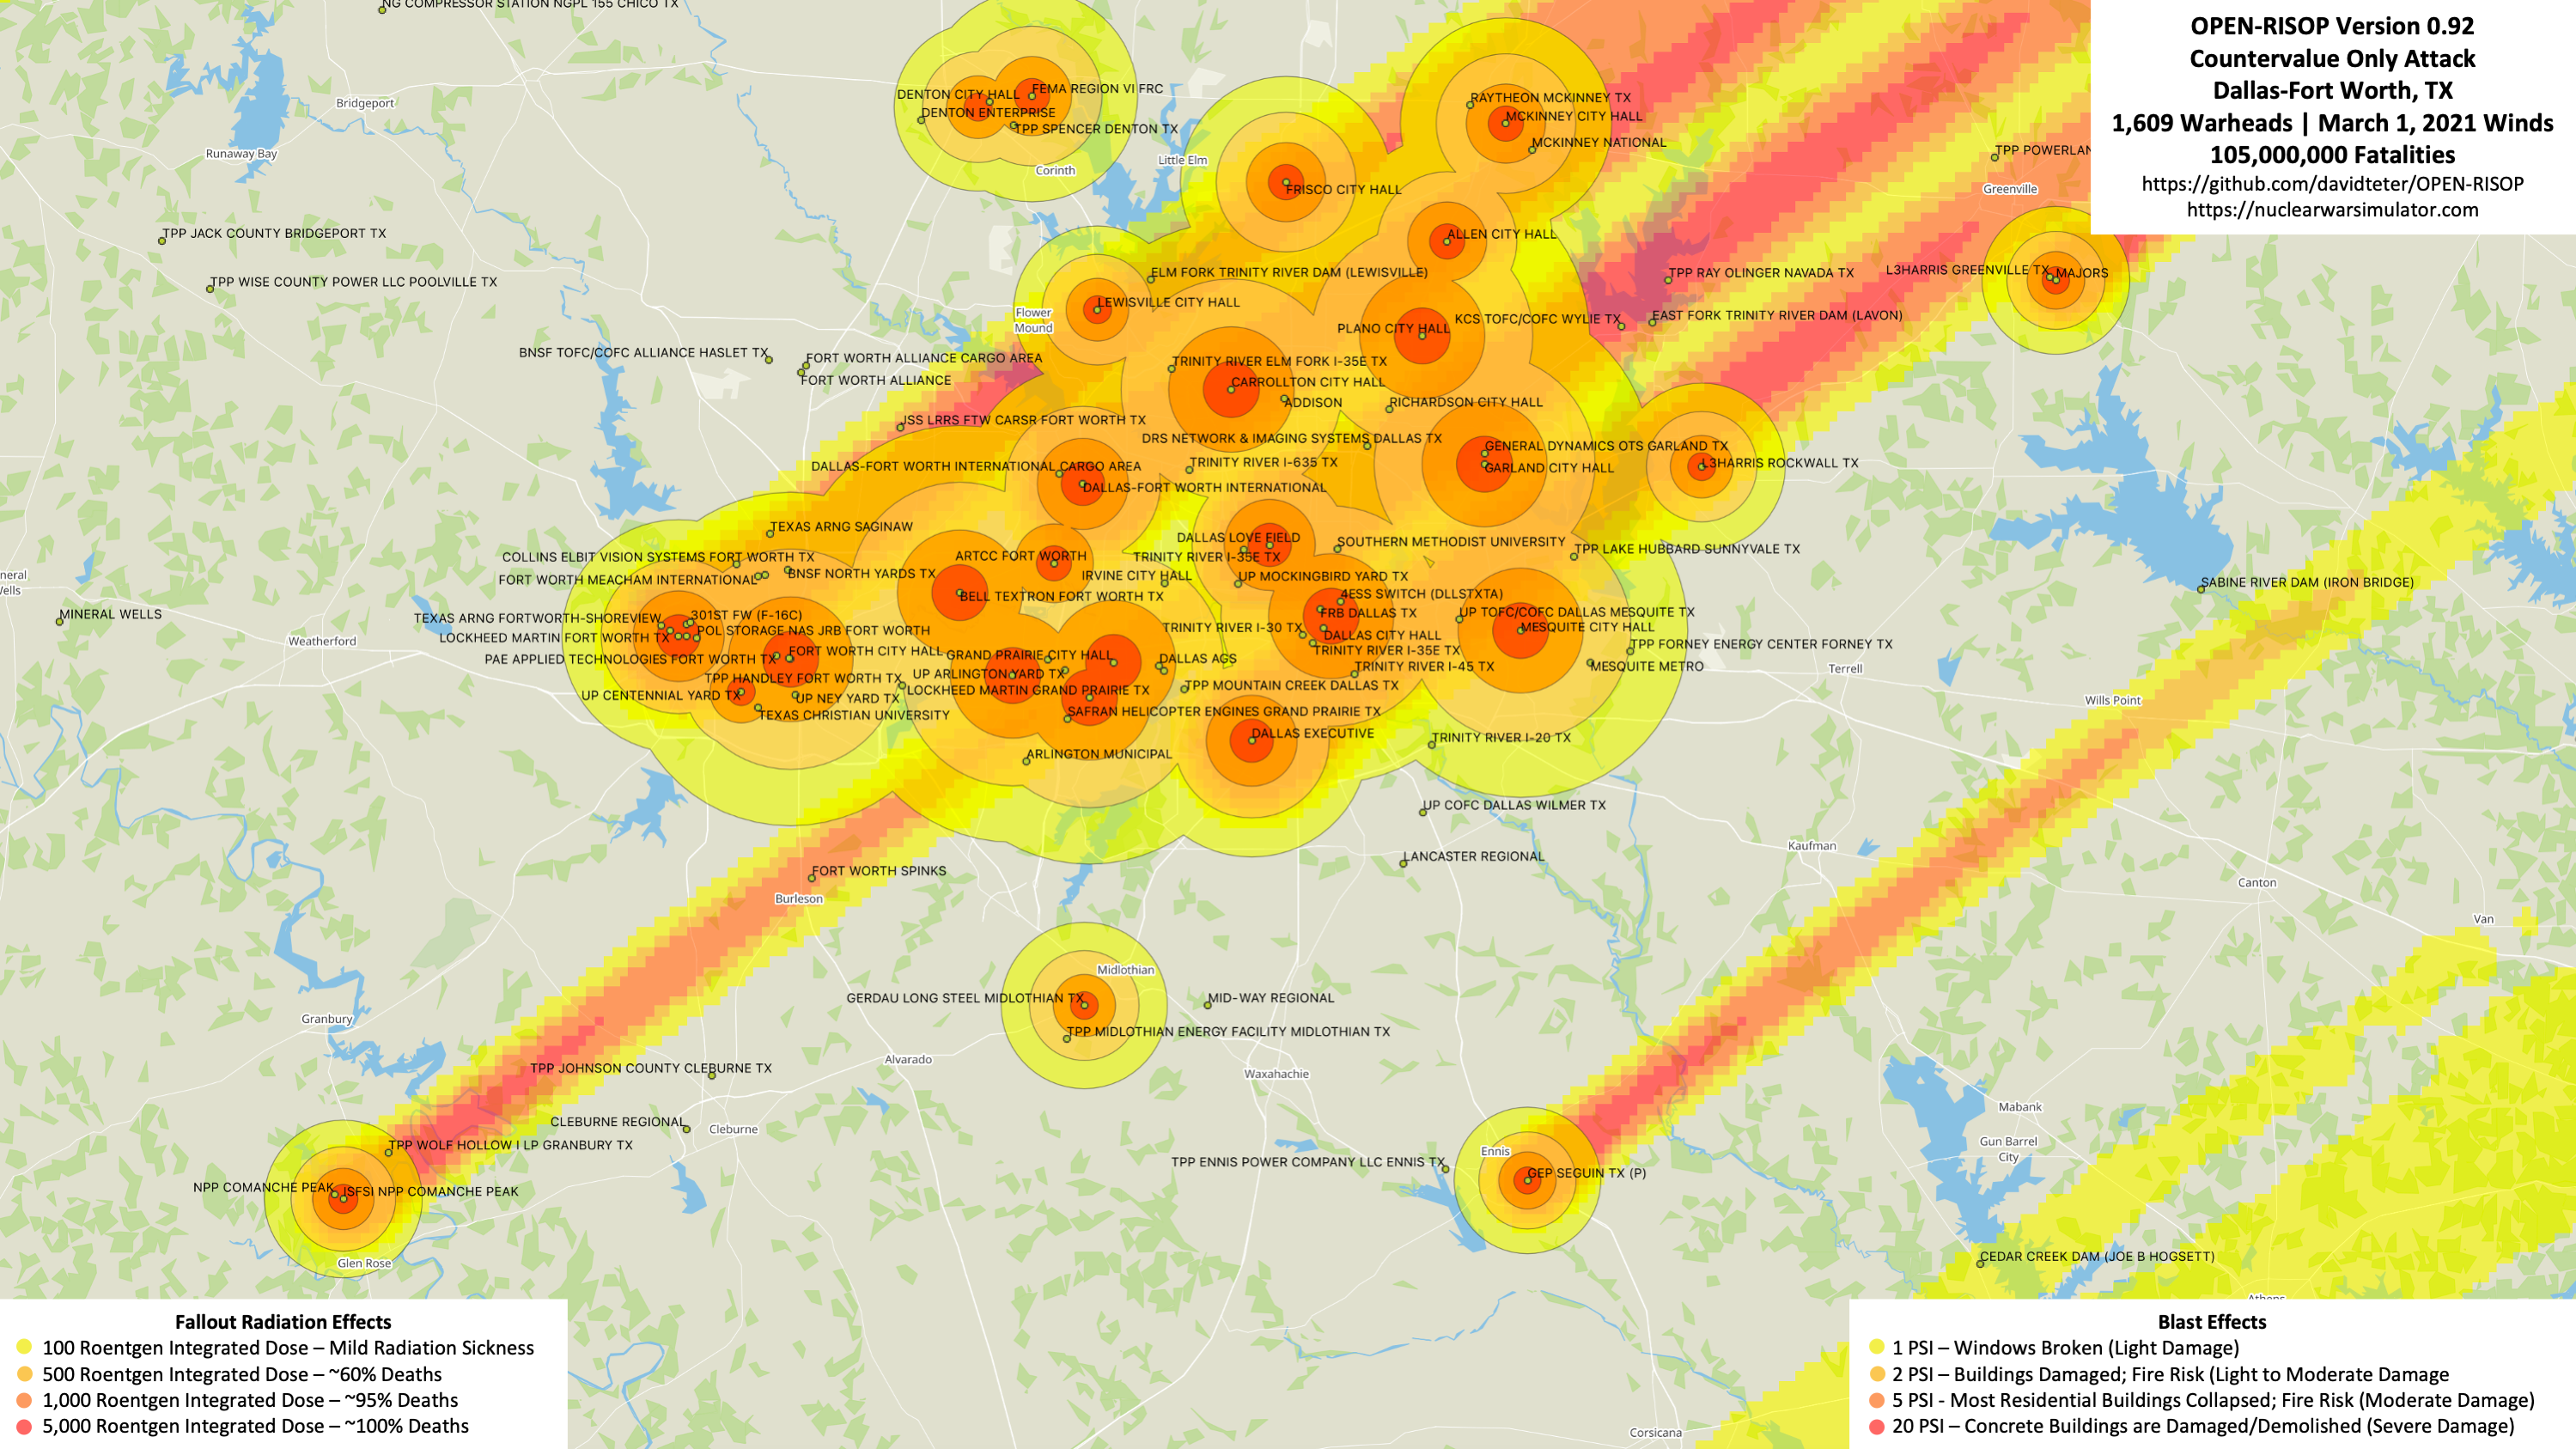 NG COMPRESSOR STATION NGPL 155 CHICO TX
OPEN-RISOP Version 0.92
Countervalue Only Attack
Dallas-Fort Worth, TX
1,609 Warheads | March 1, 2021 Winds
105,000,000 Fatalities
https://github.com/davidteter/OPEN-RISOP
https://nuclearwarsimulator.com
Bridgeport
Runaway Bay
DENTON CITY HALL
FEMA REGION VI FRC
DENTON ENTERPRISE
TPP SPENCER DENTON TX
Corinth
Little Elm
RAYTHEON MCKINNEY TX
MCKINNEY CITY HALL
MCKINNEY NATIONAL
TPP POWERLAN
Greenville
FRISCO CITY HALL
ALLEN CITY HALL
TPP JACK COUNTY BRIDGEPORT TX
TPP WISE COUNTY POWER LLC POOLVILLE TX
ELM FORK TRINITY RIVER DAM (LEWISVILLE)
TPP RAY OLINGER NAVADA TX
L3HARRIS GREENVILLE TX
MAJORS
LEWISVILLE CITY HALL
Flower
Mound
PLANO CITY HALL
KCS TOFC/COFC WYLIE TX
EAST FORK TRINITY RIVER DAM (LAVON)
BNSF TOFC/COFC ALLIANCE HASLET TX
FORT WORTH ALLIANCE CARGO AREA
FORT WORTH ALLIANCE
TRINITY RIVER ELM FORK I-35E TX
CARROLLTON CITY HALL
ADDISON
RICHARDSON CITY HALL
JSS LRRS FTW CARSR FORT WORTH TX
DRS NETWORK & IMAGING SYSTEMS DALLAS TX
GENERAL DYNAMICS OTS GARLAND TX
GARLAND CITY HALL
L3HARRIS ROCKWALL TX
DALLAS-FORT WORTH INTERNATIONAL CARGO AREA
TRINITY RIVER I-635 TX
DALLAS-FORT WORTH INTERNATIONAL
TEXAS ARNG SAGINAW
COLLINS ELBIT VISION SYSTEMS FORT WORTH TX
FORT WORTH MEACHAM INTERNATIONAL
BNSF NORTH YARDS TX
ARTCC FORT WORTH
DALLAS LOVE FIELD
SOUTHERN METHODIST UNIVERSITY
TRINITY RIVER I-35E TX
TPP LAKE HUBBARD SUNNYVALE TX
IRVINE CITY HALL
UP MOCKINGBIRD YARD TX
BELL TEXTRON FORT WORTH TX
4ESS SWITCH (DLLSTXTA)
FRB DALLAS TX
UP TOFC/COFC DALLAS MESQUITE TX
MESQUITE CITY HALL
SABINE RIVER DAM (IRON BRIDGE)
neral
Wells
MINERAL WELLS
Weatherford
TEXAS ARNG FORTWORTH-SHOREVIEW
301ST FW (F-16C)
LOCKHEED MARTIN FORT WORTH TX
POL STORAGE NAS JRB FORT WORTH
PAE APPLIED TECHNOLOGIES FORT WORTH TX
FORT WORTH CITY HALL
GRAND PRAIRIE CITY HALL
TRINITY RIVER I-30 TX
DALLAS CITY HALL
TRINITY RIVER I-35E TX
TPP FORNEY ENERGY CENTER FORNEY TX
DALLAS AGS
TRINITY RIVER I-45 TX
MESQUITE METRO
Terrell
TPP HANDLEY FORT WORTH TX
UP ARLINGTON YARD TX
UP CENTENNIAL YARD TX
UP NEY YARD TX
LOCKHEED MARTIN GRAND PRAIRIE TX
TPP MOUNTAIN CREEK DALLAS TX
TEXAS CHRISTIAN UNIVERSITY
SAFRAN HELICOPTER ENGINES GRAND PRAIRIE TX
DALLAS EXECUTIVE
TRINITY RIVER I-20 TX
Wills Point
ARLINGTON MUNICIPAL
UP COFC DALLAS WILMER TX
LANCASTER REGIONAL
Kaufman
FORT WORTH SPINKS
Burleson
Canton
Van
Midlothian
GERDAU LONG STEEL MIDLOTHIAN TX
MID-WAY REGIONAL
TPP MIDLOTHIAN ENERGY FACILITY MIDLOTHIAN TX
Granbury
Alvarado
Waxahachie
TPP JOHNSON COUNTY CLEBURNE TX
CLEBURNE REGIONAL
Cleburne
Mabank
Gun Barrel
City
TPP WOLF HOLLOW I LP GRANBURY TX
NPP COMANCHE PEAK
ISFSI NPP COMANCHE PEAK
Glen Rose
Ennis
TPP ENNIS POWER COMPANY LLC ENNIS TX
GEP SEGUIN TX (P)
CEDAR CREEK DAM (JOE B HOGSETT)
Athens
Corsicana
Fallout Radiation Effects
100 Roentgen Integrated Dose – Mild Radiation Sickness
500 Roentgen Integrated Dose – ~60% Deaths
1,000 Roentgen Integrated Dose – ~95% Deaths
5,000 Roentgen Integrated Dose – ~100% Deaths
Blast Effects
1 PSI – Windows Broken (Light Damage)
2 PSI – Buildings Damaged; Fire Risk (Light to Moderate Damage
5 PSI - Most Residential Buildings Collapsed; Fire Risk (Moderate Damage)
20 PSI – Concrete Buildings are Damaged/Demolished (Severe Damage)